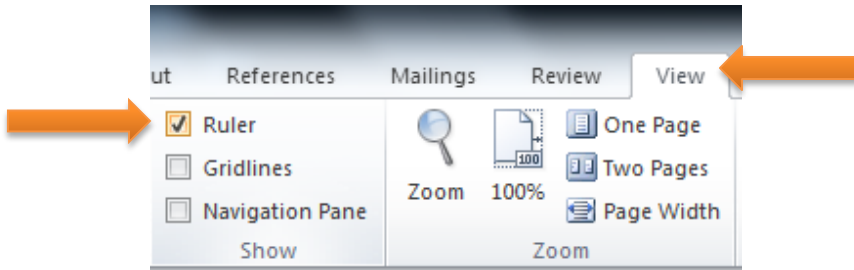 ut References Mailings Review View
Ruler
Gridlines
Navigation Pane
Show
Zoom
100%
100
One Page
Two Pages
Page Width
Zoom